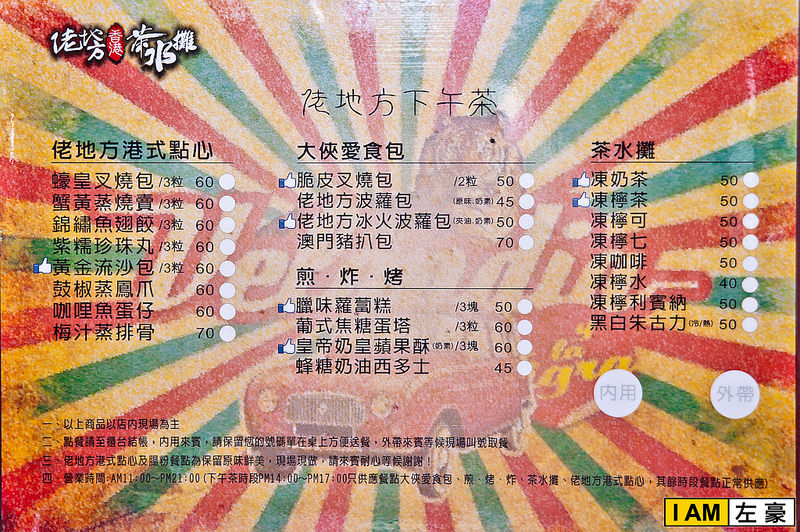 佬地方 香港 茶水攤
佬地方下午茶
佬地方港式點心
蠔皇叉燒包/3粒 60
蟹黃蒸燒賣/3粒 60
錦繡魚翅餃/3粒 60
紫糯珍珠丸/3粒 60
黃金流沙包/3粒 60
鼓椒蒸鳳爪 60
咖哩魚蛋仔 60
梅汁蒸排骨 70
大俠愛食包
脆皮叉燒包 /2粒 50
佬地方波蘿包(原味.奶素) 45
佬地方冰火波蘿包(夾油.奶素) 50
澳門豬扒包 70
煎．炸．烤
臘味蘿蔔糕 /3塊 50
葡式焦糖蛋塔 /3粒 60
皇帝奶皇蘋果酥(奶素)/3塊 60
蜂糖奶油西多士 45
茶水攤
凍奶茶 50
凍檸茶 50
凍檸可 50
凍檸七 50
凍咖啡 50
凍檸水 40
凍檸利賓納 50
黑白朱古力(冷/熱) 50
內用 外帶
一、以上商品以店內現場為主
二、點餐請至櫃台結帳，內用來賓，請保留您的號碼單在桌上方便送餐，外帶來賓等候現場叫號取餐
三、佬地方港式點心及腸粉餐點為保留原味鮮美，現場現做，請來賓耐心等候謝謝！
四、營業時間:AM11:00~PM21:00(下午茶時段PM14:00~PM17:00只供應餐點大俠愛食包、煎．烤．炸、茶水攤、佬地方港式點心，其餘時段餐點正常供應)
I AM 左豪